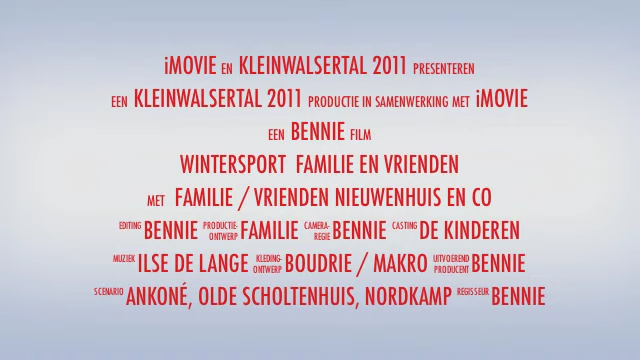 iMOVIE EN KLEINWALSERTAL 2011 PRESENTEREN
EEN KLEINWALSERTAL 2011 PRODUCTIE IN SAMENWERKING MET iMOVIE
EEN BENNIE FILM
WINTERSPORT FAMILIE EN VRIENDEN
MET FAMILIE / VRIENDEN NIEUWENHUIS EN CO
EDITING BENNIE PRODUCTIE-ONTWERP FAMILIE CAMERA-REGIE BENNIE CASTING DE KINDEREN
MUZIEK ILSE DE LANGE KLEDING-ONTWERP BOUDRIE / MAKRO UITVOEREND PRODUCENT BENNIE
SCENARIO ANKONÉ, OLDE SCHOLTENHUIS, NORDKAMP REGISSEUR BENNIE